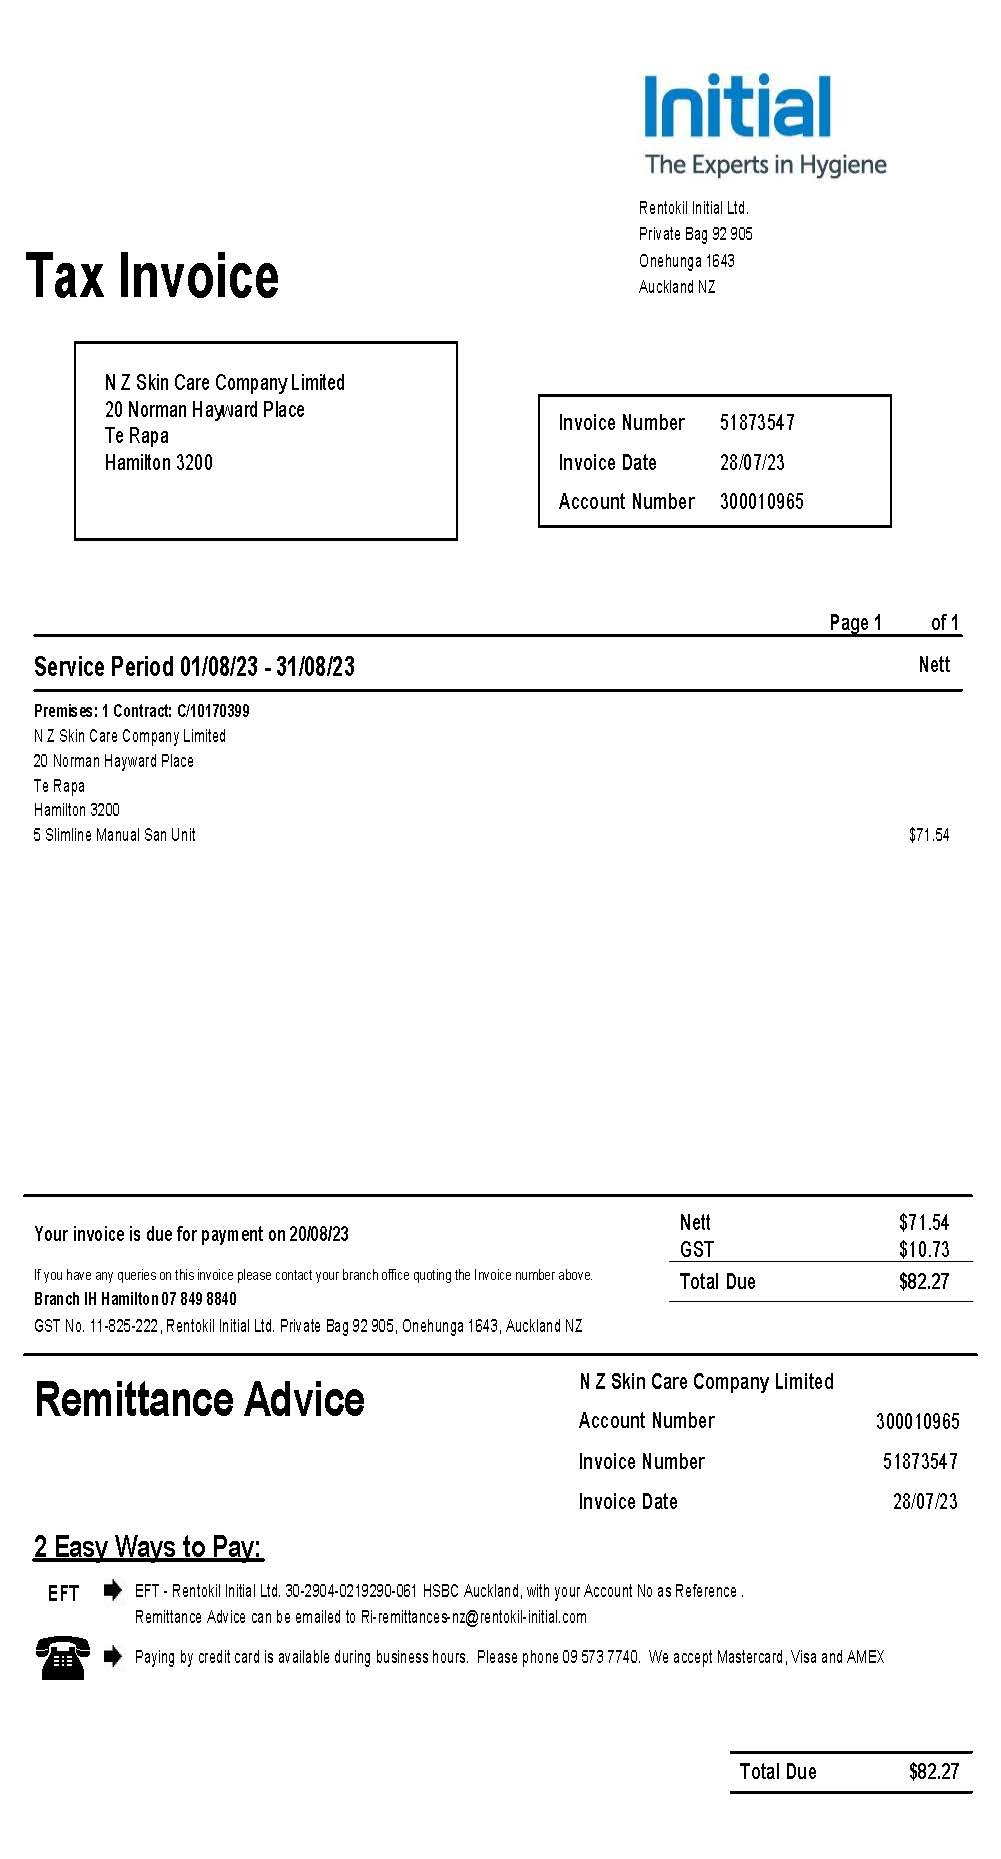 Initial
The Experts in Hygiene
Rentokil Initial Ltd.
Private Bag 92 905
Onehunga 1643
Auckland NZ
Tax Invoice
N Z Skin Care Company Limited
20 Norman Hayward Place
Te Rapa
Hamilton 3200
Invoice Number 51873547
Invoice Date 28/07/23
Account Number 300010965
Page 1 of 1
Service Period 01/08/23 - 31/08/23 Nett
Premises: 1 Contract: C/10170399
N Z Skin Care Company Limited
20 Norman Hayward Place
Te Rapa
Hamilton 3200
5 Slimline Manual San Unit $71.54
Your invoice is due for payment on 20/08/23
Nett $71.54
GST $10.73
Total Due $82.27
If you have any queries on this invoice please contact your branch office quoting the Invoice number above.
Branch IH Hamilton 07 849 8840
GST No. 11-825-222, Rentokil Initial Ltd. Private Bag 92 905, Onehunga 1643, Auckland NZ
Remittance Advice
N Z Skin Care Company Limited
Account Number 300010965
Invoice Number 51873547
Invoice Date 28/07/23
2 Easy Ways to Pay:
EFT EFT - Rentokil Initial Ltd. 30-2904-0219290-061 HSBC Auckland, with your Account No as Reference .
Remittance Advice can be emailed to Ri-remittances-nz@rentokil-initial.com
Paying by credit card is available during business hours. Please phone 09 573 7740. We accept Mastercard, Visa and AMEX
Total Due $82.27